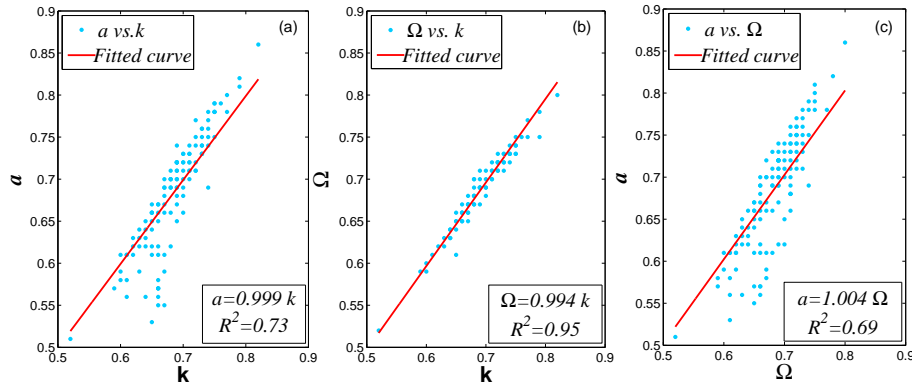 (a)
a vs.k
Fitted curve
0.9
0.85
0.8
0.75
0.7
0.65
0.6
0.55
0.5
a
a=0.999 k
R²=0.73
0.5 0.6 0.7 0.8 0.9
k
(b)
Ω vs. k
Fitted curve
0.9
0.85
0.8
0.75
0.7
0.65
0.6
0.55
0.5
Ω
Ω=0.994 k
R²=0.95
0.5 0.6 0.7 0.8 0.9
k
(c)
a vs. Ω
Fitted curve
0.9
0.85
0.8
0.75
0.7
0.65
0.6
0.55
0.5
a
a=1.004 Ω
R²=0.69
0.5 0.6 0.7 0.8 0.9
Ω